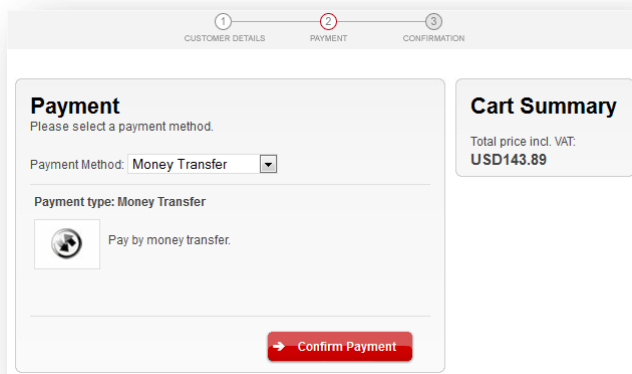 1 2 3
CUSTOMER DETAILS PAYMENT CONFIRMATION
Payment
Please select a payment method.
Payment Method: Money Transfer
Payment type: Money Transfer
Pay by money transfer.
Confirm Payment
Cart Summary
Total price incl. VAT:
USD143.89